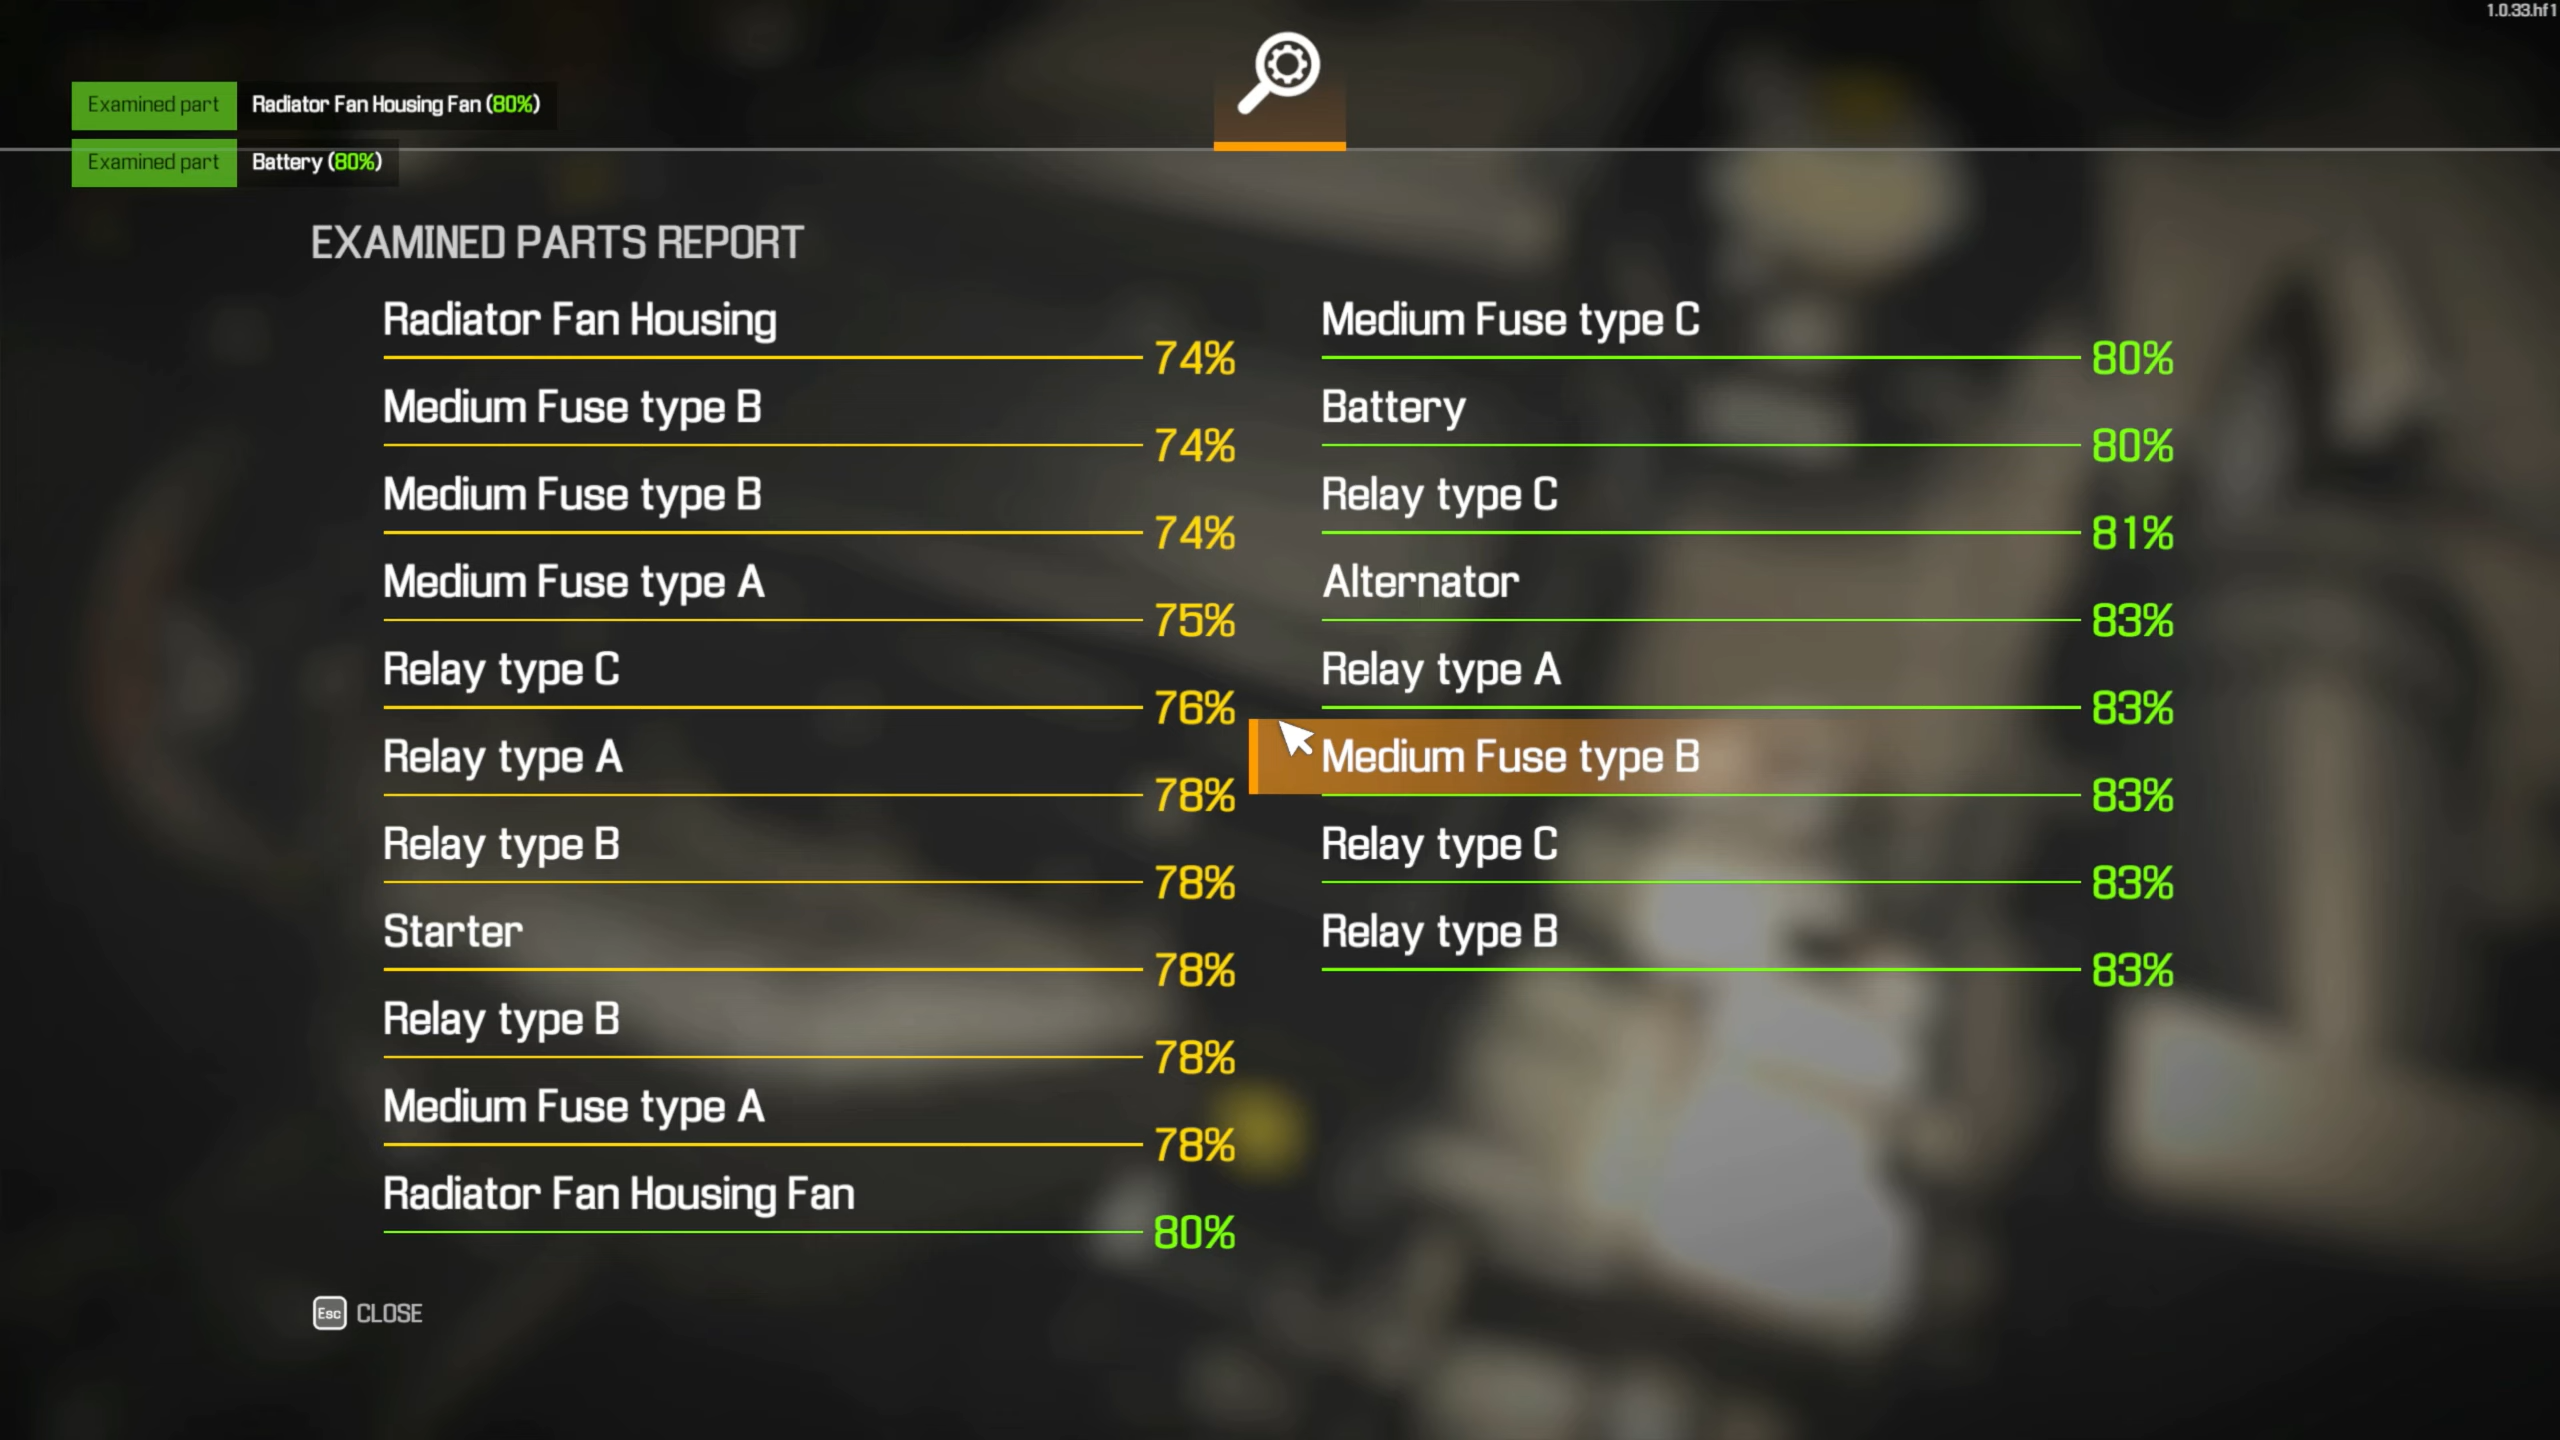 1.0.33.hf1
Examined part Radiator Fan Housing Fan (80%)
Examined part Battery (80%)
EXAMINED PARTS REPORT
Radiator Fan Housing 74%
Medium Fuse type B 74%
Medium Fuse type B 74%
Medium Fuse type A 75%
Relay type C 76%
Relay type A 78%
Relay type B 78%
Starter 78%
Relay type B 78%
Medium Fuse type A 78%
Radiator Fan Housing Fan 80%
Medium Fuse type C 80%
Battery 80%
Relay type C 81%
Alternator 83%
Relay type A 83%
Medium Fuse type B 83%
Relay type C 83%
Relay type B 83%
Esc CLOSE